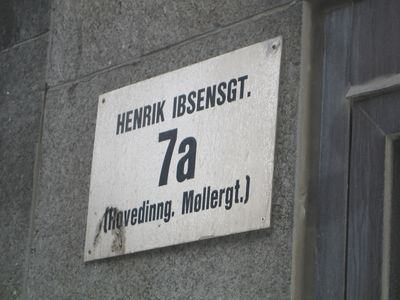 HENRIK IBSENSGT.
7a
(Hovedinng. Møllergt.)